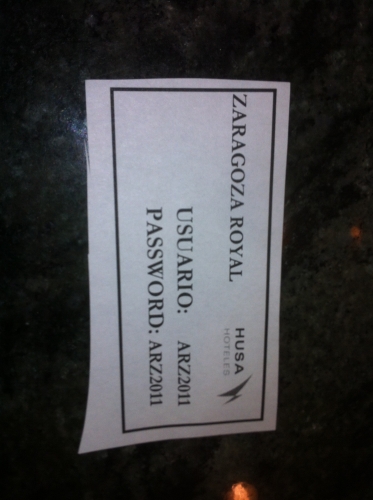 HUSA
HOTELES
ZARAGOZA ROYAL
USUARIO: ARZ2011
PASSWORD: ARZ2011